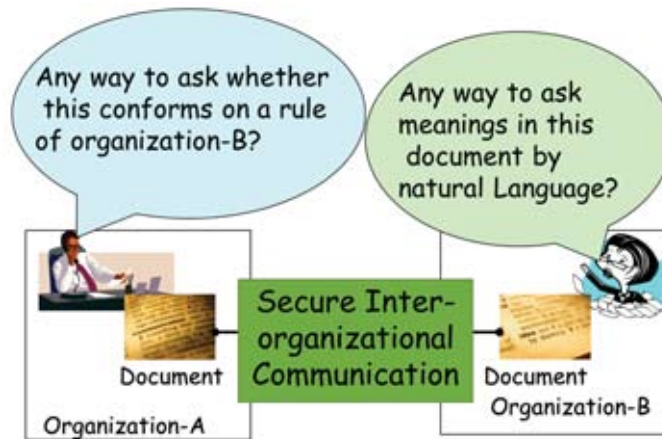 Any way to ask whether
this conforms on a rule
of organization-B?
Any way to ask
meanings in this
document by
natural Language?
Secure Inter-
organizational
Communication
Document
Organization-A
Document
Organization-B